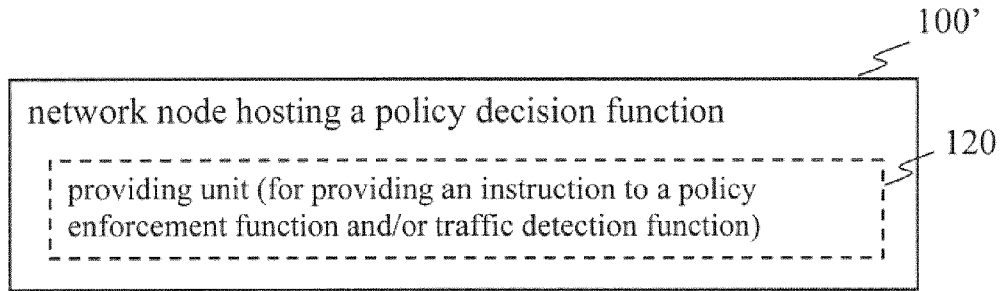 100’
network node hosting a policy decision function
120
providing unit (for providing an instruction to a policy
enforcement function and/or traffic detection function)